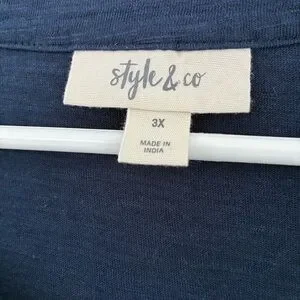 style & co
3X
MADE IN
INDIA